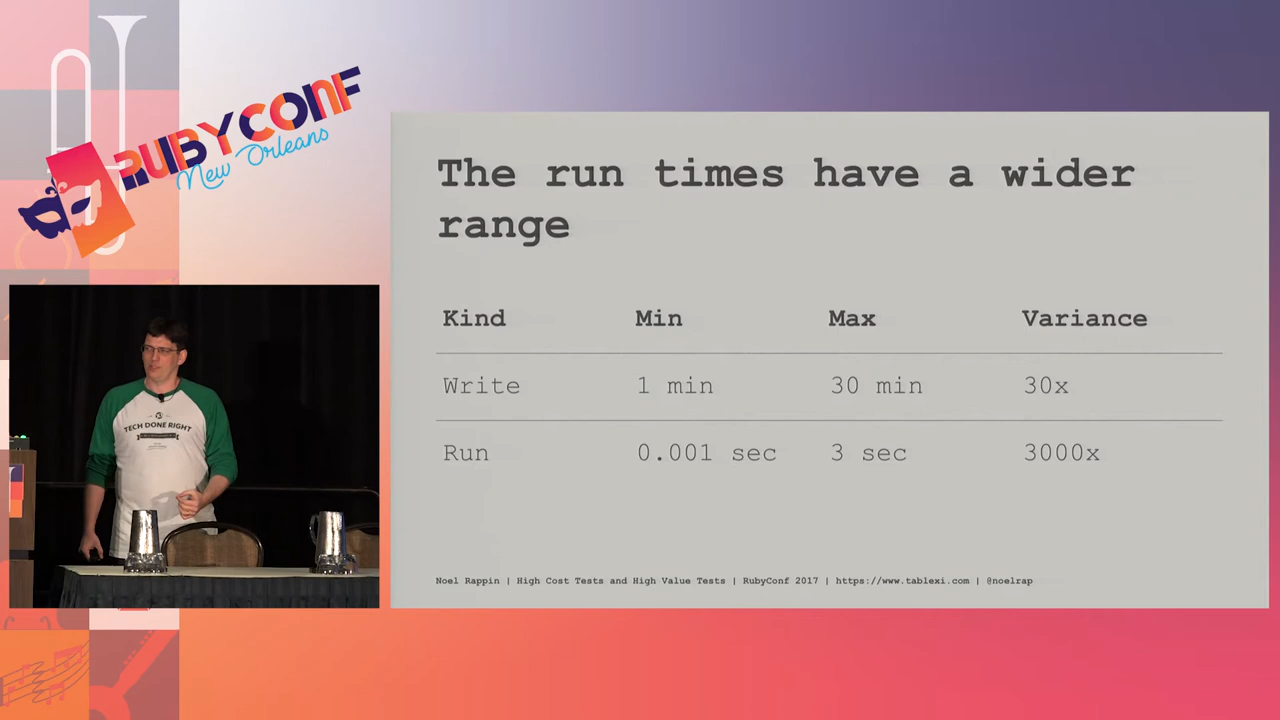 RUBYCONF
New Orleans
TECH DONE RIGHT
The run times have a wider
range
Kind Min Max Variance
Write 1 min 30 min 30x
Run 0.001 sec 3 sec 3000x
Noel Rappin | High Cost Tests and High Value Tests | RubyConf 2017 | https://www.tablexi.com | @noelrap